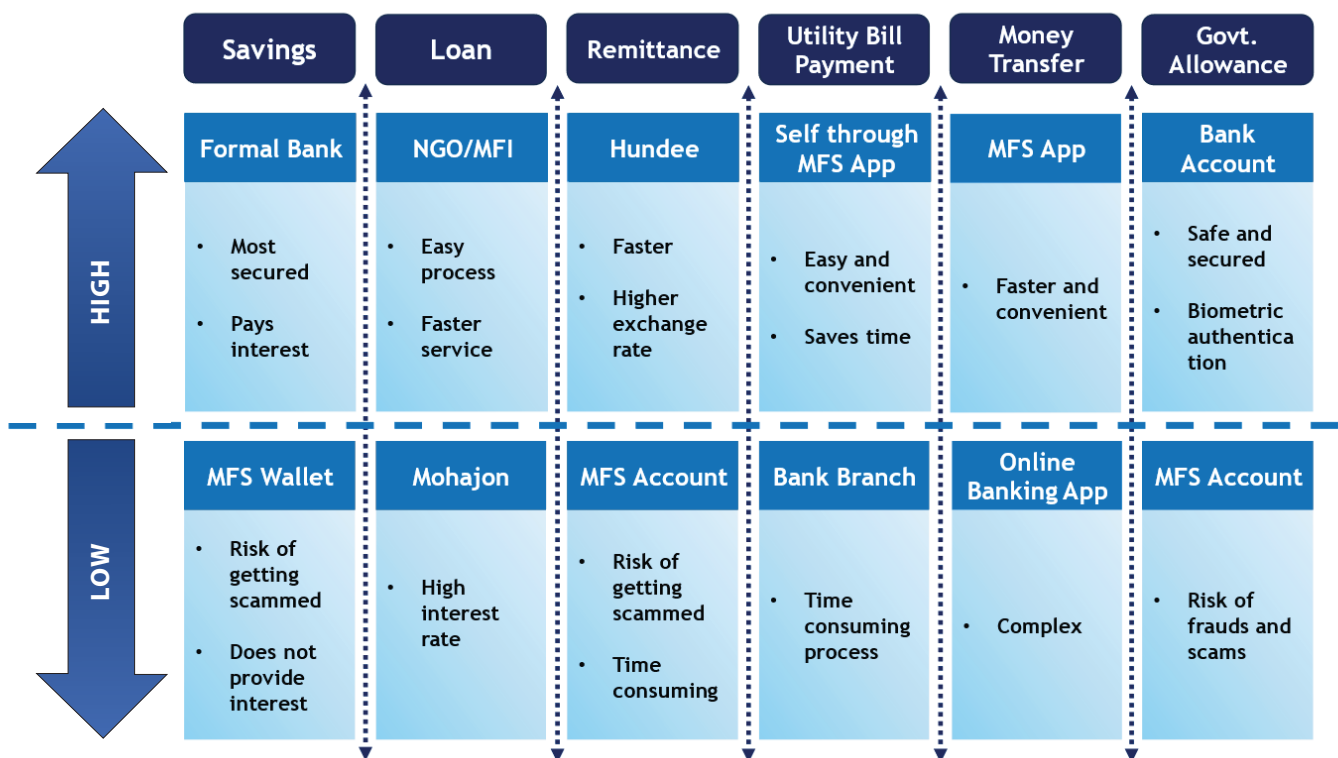 Savings
Loan
Remittance
Utility Bill
Payment
Money
Transfer
Govt.
Allowance
HIGH
Formal Bank
• Most
secured
• Pays
interest
NGO/MFI
• Easy
process
• Faster
service
Hundee
• Faster
• Higher
exchange
rate
Self through
MFS App
• Easy and
convenient
• Saves time
MFS App
• Faster and
convenient
Bank
Account
• Safe and
secured
• Biometric
authentica
tion
LOW
MFS Wallet
• Risk of
getting
scammed
• Does not
provide
interest
Mohajon
• High
interest
rate
MFS Account
• Risk of
getting
scammed
• Time
consuming
Bank Branch
• Time
consuming
process
Online
Banking App
• Complex
MFS Account
• Risk of
frauds and
scams